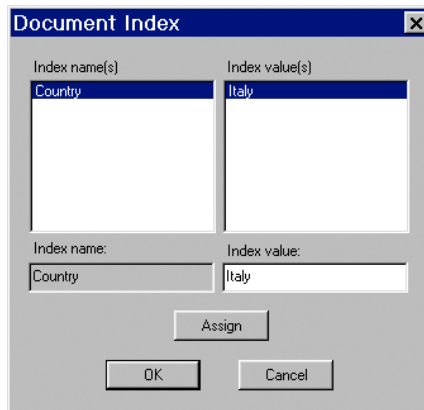 Document Index
Index name(s) Index value(s)
Country Italy
Index name: Index value:
Country Italy
Assign
OK Cancel